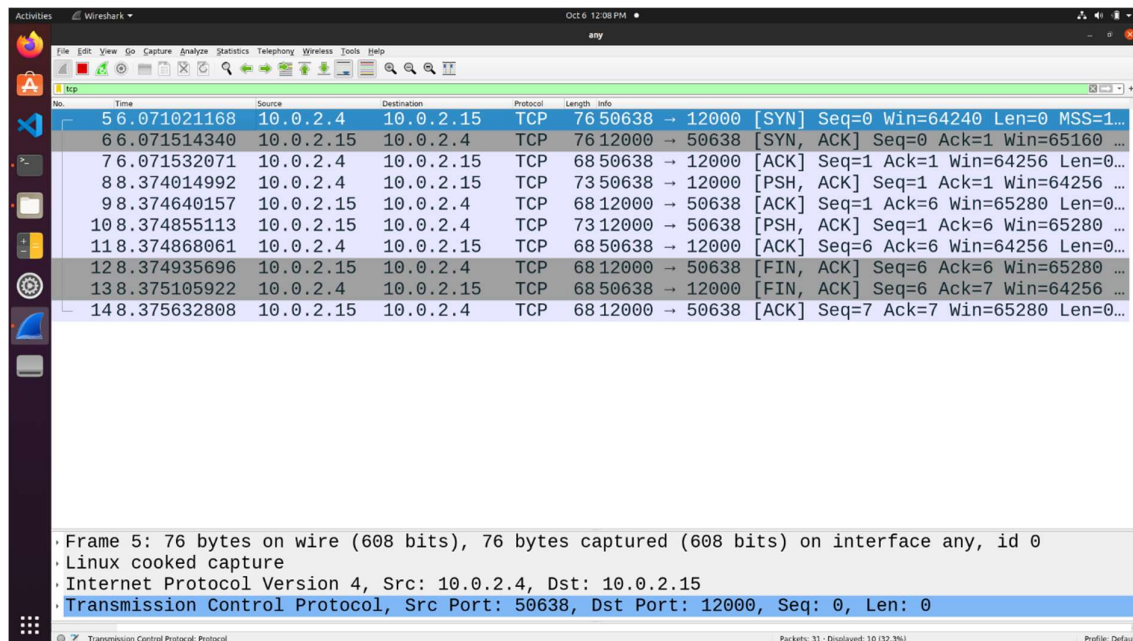 Activities Wireshark Oct 6 12:08 PM
any
File Edit View Go Capture Analyze Statistics Telephony Wireless Tools Help
tcp
No. Time Source Destination Protocol Length Info
5 6.071021168 10.0.2.4 10.0.2.15 TCP 76 50638 → 12000 [SYN] Seq=0 Win=64240 Len=0 MSS=1…
6 6.071514340 10.0.2.15 10.0.2.4 TCP 76 12000 → 50638 [SYN, ACK] Seq=0 Ack=1 Win=65160 …
7 6.071532071 10.0.2.4 10.0.2.15 TCP 68 50638 → 12000 [ACK] Seq=1 Ack=1 Win=64256 Len=0…
8 8.374014992 10.0.2.4 10.0.2.15 TCP 73 50638 → 12000 [PSH, ACK] Seq=1 Ack=1 Win=64256 …
9 8.374640157 10.0.2.15 10.0.2.4 TCP 68 12000 → 50638 [ACK] Seq=1 Ack=6 Win=65280 Len=0…
10 8.374855113 10.0.2.15 10.0.2.4 TCP 73 12000 → 50638 [PSH, ACK] Seq=1 Ack=6 Win=65280 …
11 8.374868061 10.0.2.4 10.0.2.15 TCP 68 50638 → 12000 [ACK] Seq=6 Ack=6 Win=64256 Len=0…
12 8.374935696 10.0.2.15 10.0.2.4 TCP 68 12000 → 50638 [FIN, ACK] Seq=6 Ack=6 Win=65280 …
13 8.375105922 10.0.2.4 10.0.2.15 TCP 68 50638 → 12000 [FIN, ACK] Seq=6 Ack=7 Win=64256 …
14 8.375632808 10.0.2.15 10.0.2.4 TCP 68 12000 → 50638 [ACK] Seq=7 Ack=7 Win=65280 Len=0…
Frame 5: 76 bytes on wire (608 bits), 76 bytes captured (608 bits) on interface any, id 0
Linux cooked capture
Internet Protocol Version 4, Src: 10.0.2.4, Dst: 10.0.2.15
Transmission Control Protocol, Src Port: 50638, Dst Port: 12000, Seq: 0, Len: 0
Transmission Control Protocol: Protocol Packets: 31 · Displayed: 10 (32.3%) Profile: Defau